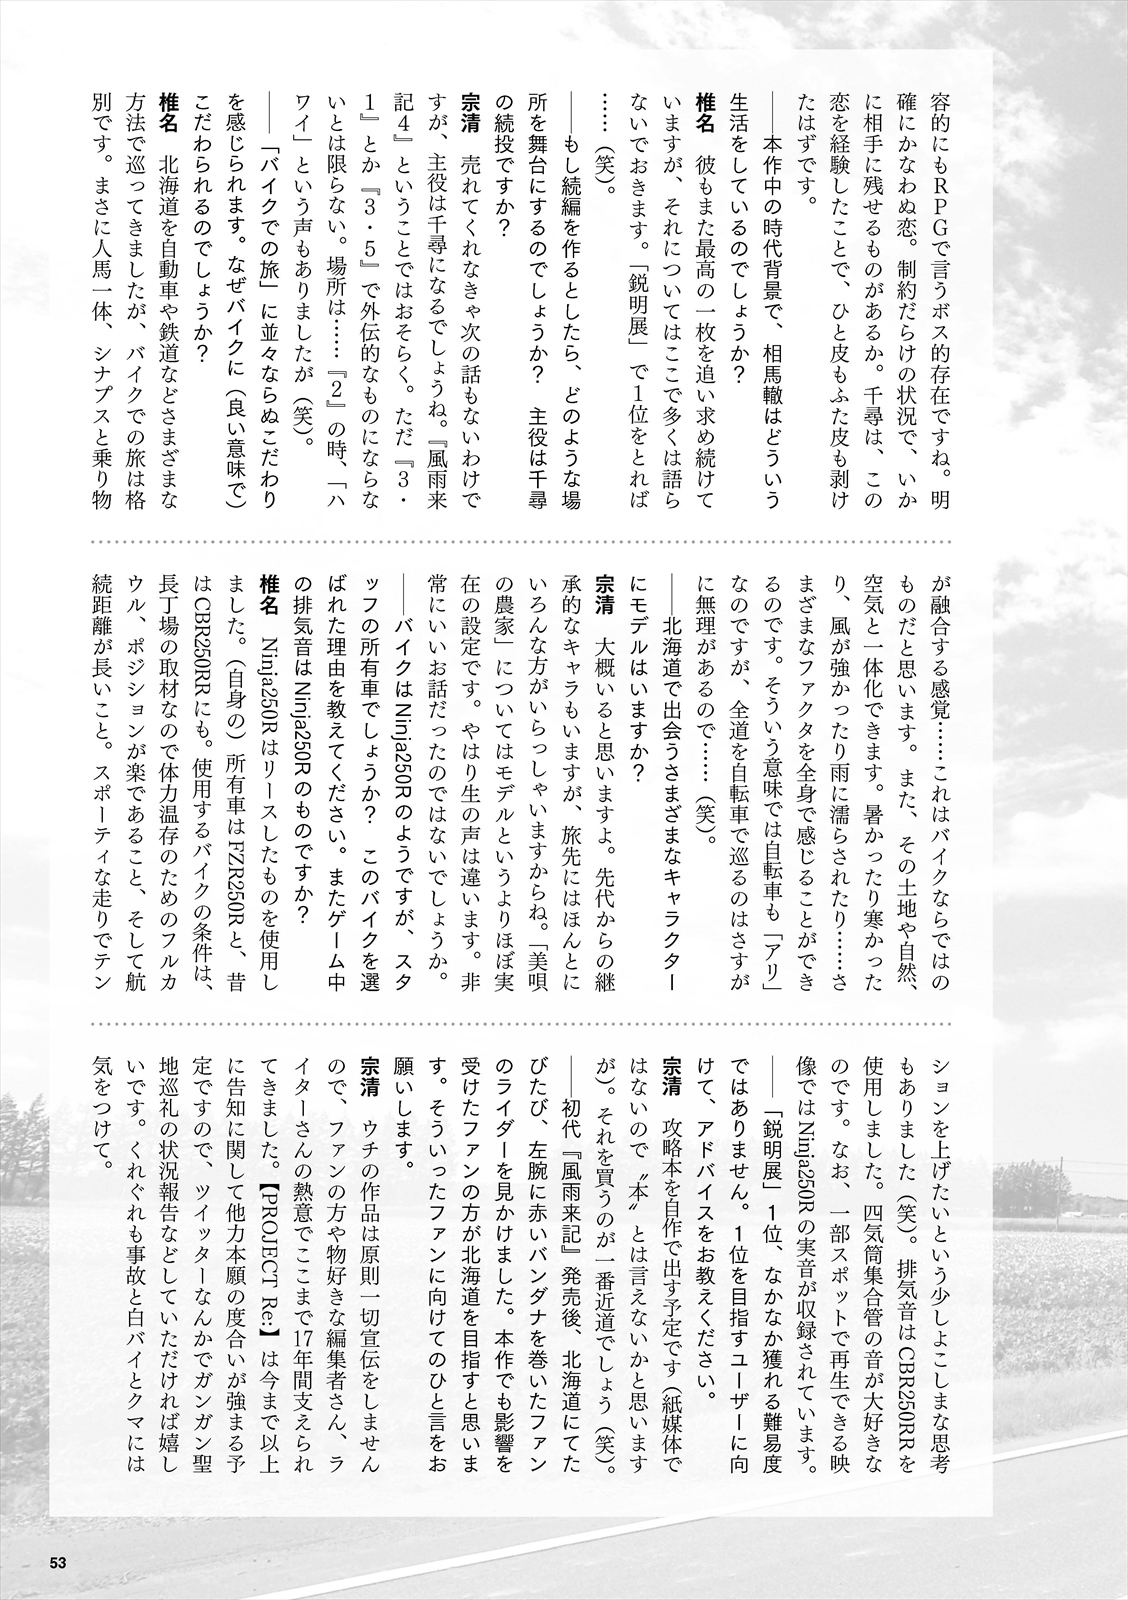 容的にもRPGで言うボス的存在ですね。明
確にかなわぬ恋。制約だらけの状況で、いか
に相手に残せるものがあるか。千尋は、この
恋を経験したことで、ひと皮もふた皮も剥け
たはずです。
――本作中の時代背景で、相馬轍はどういう
生活をしているのでしょうか？
椎名　彼もまた最高の一枚を追い求め続けて
いますが、それについてはここで多くは語ら
ないでおきます。「鋭明展」で１位をとれば
……（笑）。
――もし続編を作るとしたら、どのような場
所を舞台にするのでしょうか？　主役は千尋
の続投ですか？
宗清　売れてくれなきゃ次の話もないわけで
すが、主役は千尋になるでしょうね。『風雨来
記４』ということではおそらく。ただ『３・
１』とか『３・５』で外伝的なものにならな
いとは限らない。場所は……『２』の時、「ハ
ワイ」という声もありましたが（笑）。
――「バイクでの旅」に並々ならぬこだわり
を感じられます。なぜバイクに（良い意味で）
こだわられるのでしょうか？
椎名　北海道を自動車や鉄道などさまざまな
方法で巡ってきましたが、バイクでの旅は格
別です。まさに人馬一体、シナプスと乗り物
が融合する感覚……これはバイクならではの
ものだと思います。また、その土地や自然、
空気と一体化できます。暑かったり寒かった
り、風が強かったり雨に濡らされたり……さ
まざまなファクタを全身で感じることができ
るのです。そういう意味では自転車も「アリ」
なのですが、全道を自転車で巡るのはさすが
に無理があるので……（笑）。
――北海道で出会うさまざまなキャラクター
にモデルはいますか？
宗清　大概いると思いますよ。先代からの継
承的なキャラもいますが、旅先にはほんとに
いろんな方がいらっしゃいますからね。「美唄
の農家」についてはモデルというよりほぼ実
在の設定です。やはり生の声は違います。非
常にいいお話だったのではないでしょうか。
――バイクはNinja250Rのようですが、スタ
ッフの所有車でしょうか？　このバイクを選
ばれた理由を教えてください。またゲーム中
の排気音はNinja250Rのものですか？
椎名　Ninja250Rはリースしたものを使用し
ました。（自身の）所有車はFZR250Rと、昔
はCBR250RRにも。使用するバイクの条件は、
長丁場の取材なので体力温存のためのフルカ
ウル、ポジションが楽であること、そして航
続距離が長いこと。スポーティな走りでテン
ションを上げたいという少しよこしまな思考
もありました（笑）。排気音はCBR250RRを
使用しました。四気筒集合管の音が大好きな
のです。なお、一部スポットで再生できる映
像ではNinja250Rの実音が収録されています。
――「鋭明展」１位、なかなか獲れる難易度
ではありません。１位を目指すユーザーに向
けて、アドバイスをお教えください。
宗清　攻略本を自作で出す予定です（紙媒体で
はないので〝本〟とは言えないかと思います
が）。それを買うのが一番近道でしょう（笑）。
――初代『風雨来記』発売後、北海道にてた
びたび、左腕に赤いバンダナを巻いたファン
のライダーを見かけました。本作でも影響を
受けたファンの方が北海道を目指すと思いま
す。そういったファンに向けてのひと言をお
願いします。
宗清　ウチの作品は原則一切宣伝をしません
ので、ファンの方や物好きな編集者さん、ラ
イターさんの熱意でここまで17年間支えられ
てきました。【PROJECT Re:】は今まで以上
に告知に関して他力本願の度合いが強まる予
定ですので、ツイッターなんかでガンガン聖
地巡礼の状況報告などしていただければ嬉し
いです。くれぐれも事故と白バイとクマには
気をつけて。
53